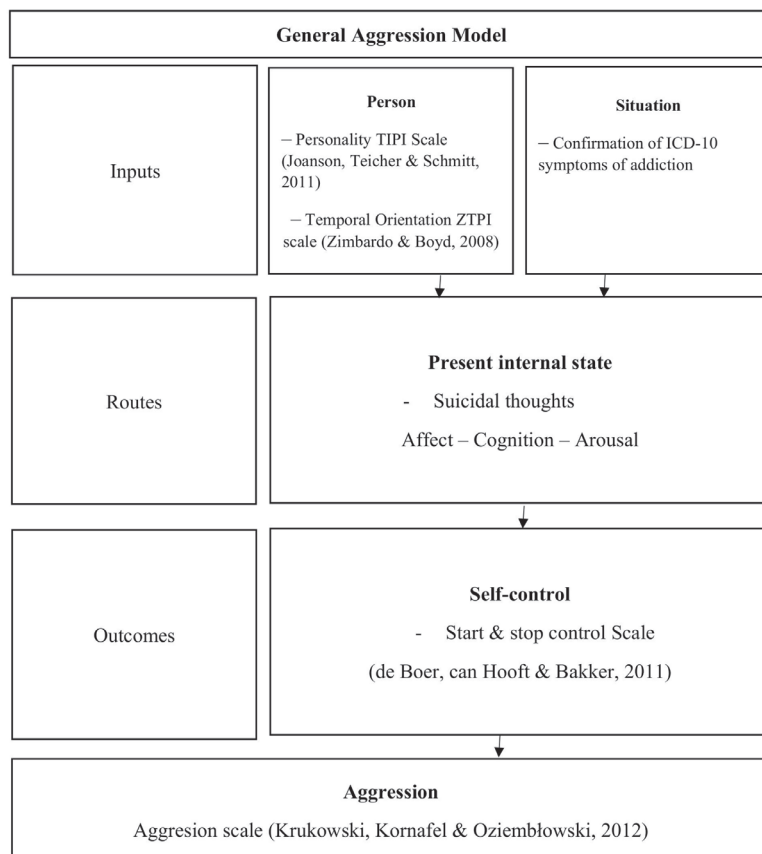 General Aggression Model
Inputs
Person
– Personality TIPI Scale
(Joanson, Teicher & Schmitt,
2011)
– Temporal Orientation ZTPI
scale (Zimbardo & Boyd, 2008)
Situation
– Confirmation of ICD-10
symptoms of addiction
Routes
Present internal state
- Suicidal thoughts
Affect – Cognition – Arousal
Outcomes
Self-control
- Start & stop control Scale
(de Boer, can Hooft & Bakker, 2011)
Aggression
Aggresion scale (Krukowski, Kornafel & Oziembłowski, 2012)